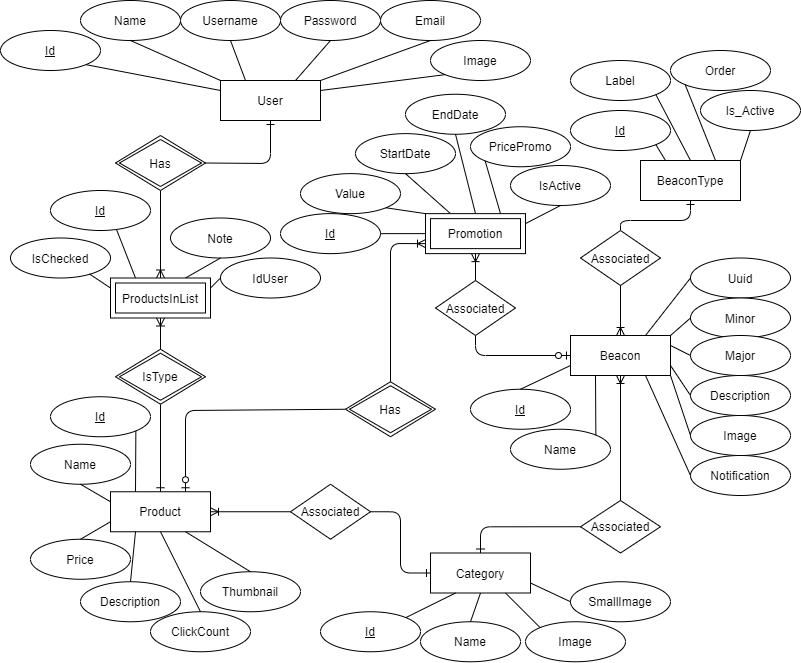 Name
Username
Password
Email
Id
Image
User
Label
Order
Is_Active
Id
BeaconType
EndDate
StartDate
PricePromo
IsActive
Value
Id
Promotion
Has
Id
Note
IsChecked
IdUser
ProductsInList
Associated
Uuid
Minor
Major
Description
Image
Notification
Associated
Beacon
Id
Name
IsType
Has
Id
Name
Product
Price
Description
ClickCount
Thumbnail
Associated
Associated
Category
SmallImage
Id
Name
Image